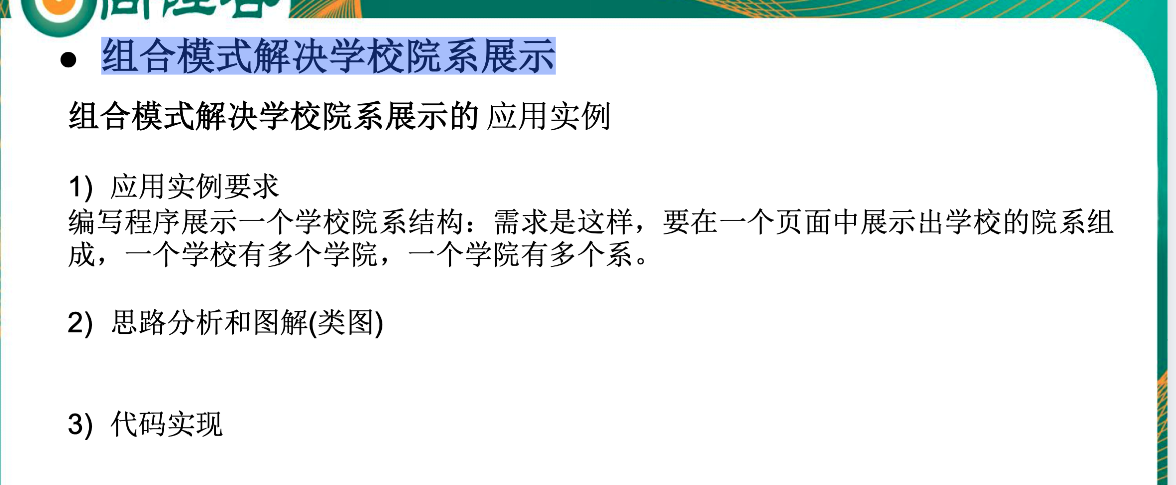 组合模式解决学校院系展示
组合模式解决学校院系展示的 应用实例
1) 应用实例要求
编写程序展示一个学校院系结构：需求是这样，要在一个页面中展示出学校的院系组
成，一个学校有多个学院，一个学院有多个系。
2) 思路分析和图解(类图)
3) 代码实现